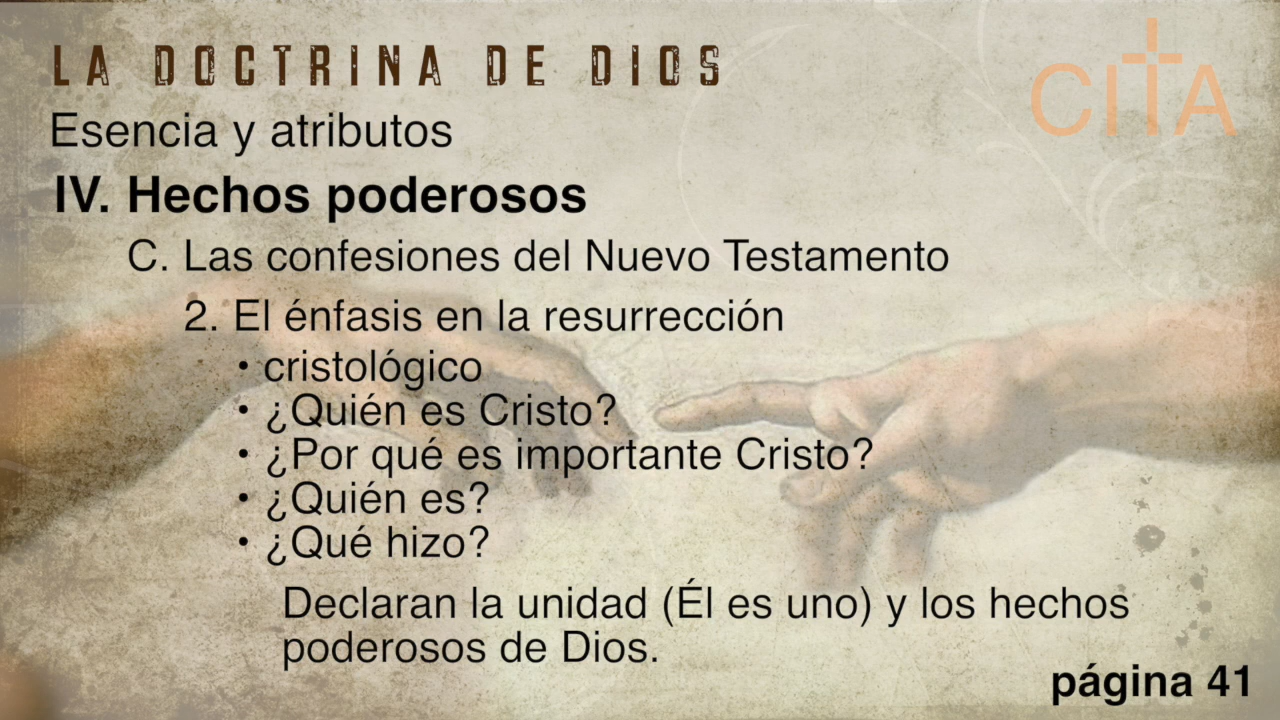 LA DOCTRINA DE DIOS
CITA
Esencia y atributos
IV. Hechos poderosos
C. Las confesiones del Nuevo Testamento
2. El énfasis en la resurrección
• cristológico
• ¿Quién es Cristo?
• ¿Por qué es importante Cristo?
• ¿Quién es?
• ¿Qué hizo?
Declaran la unidad (Él es uno) y los hechos
poderosos de Dios.
página 41